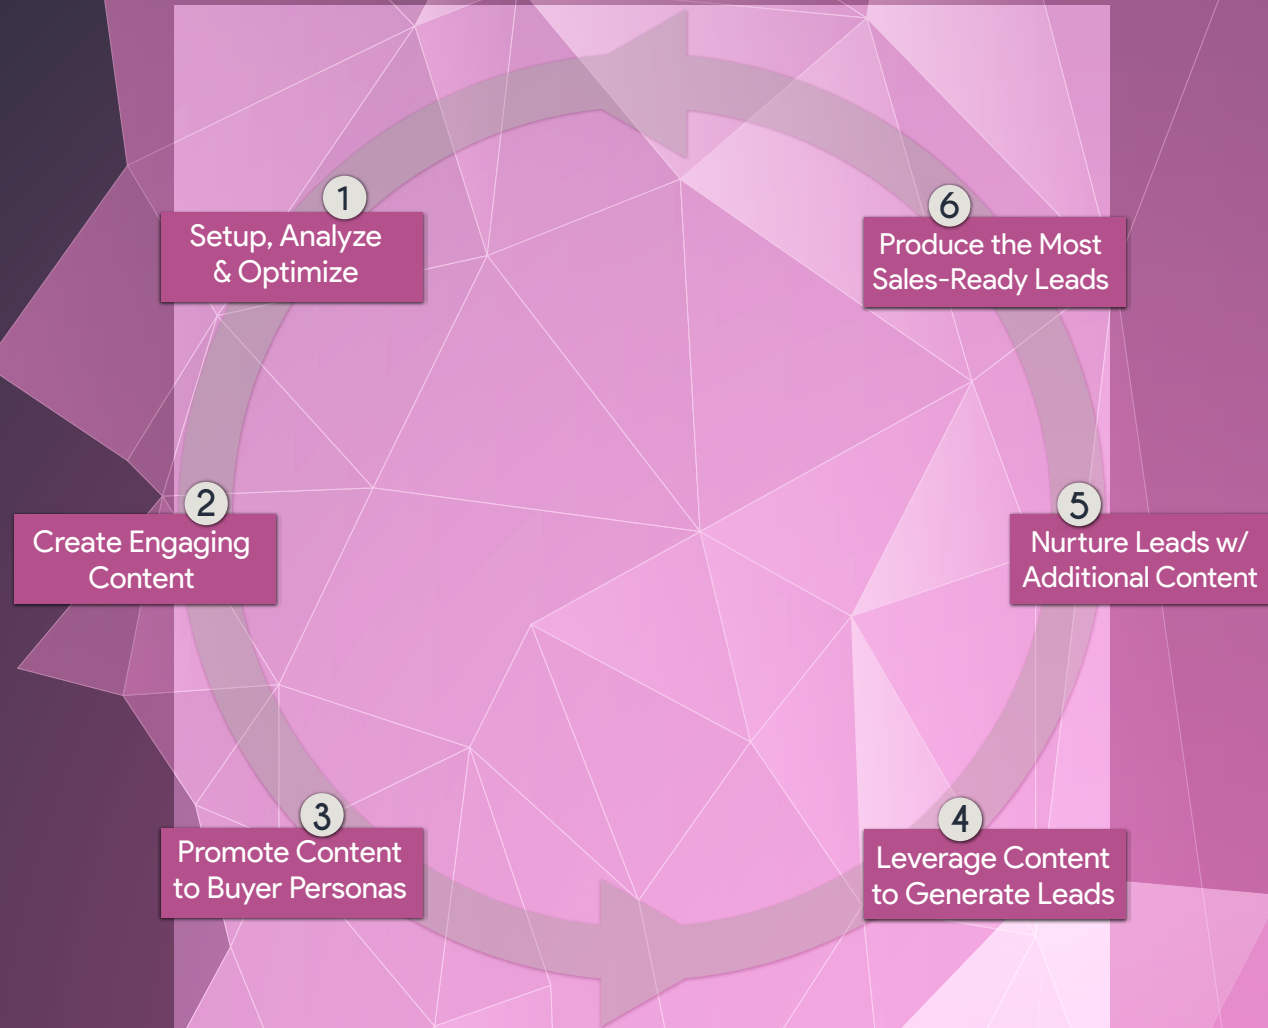 1
Setup, Analyze
& Optimize
2
Create Engaging
Content
3
Promote Content
to Buyer Personas
4
Leverage Content
to Generate Leads
5
Nurture Leads w/
Additional Content
6
Produce the Most
Sales-Ready Leads